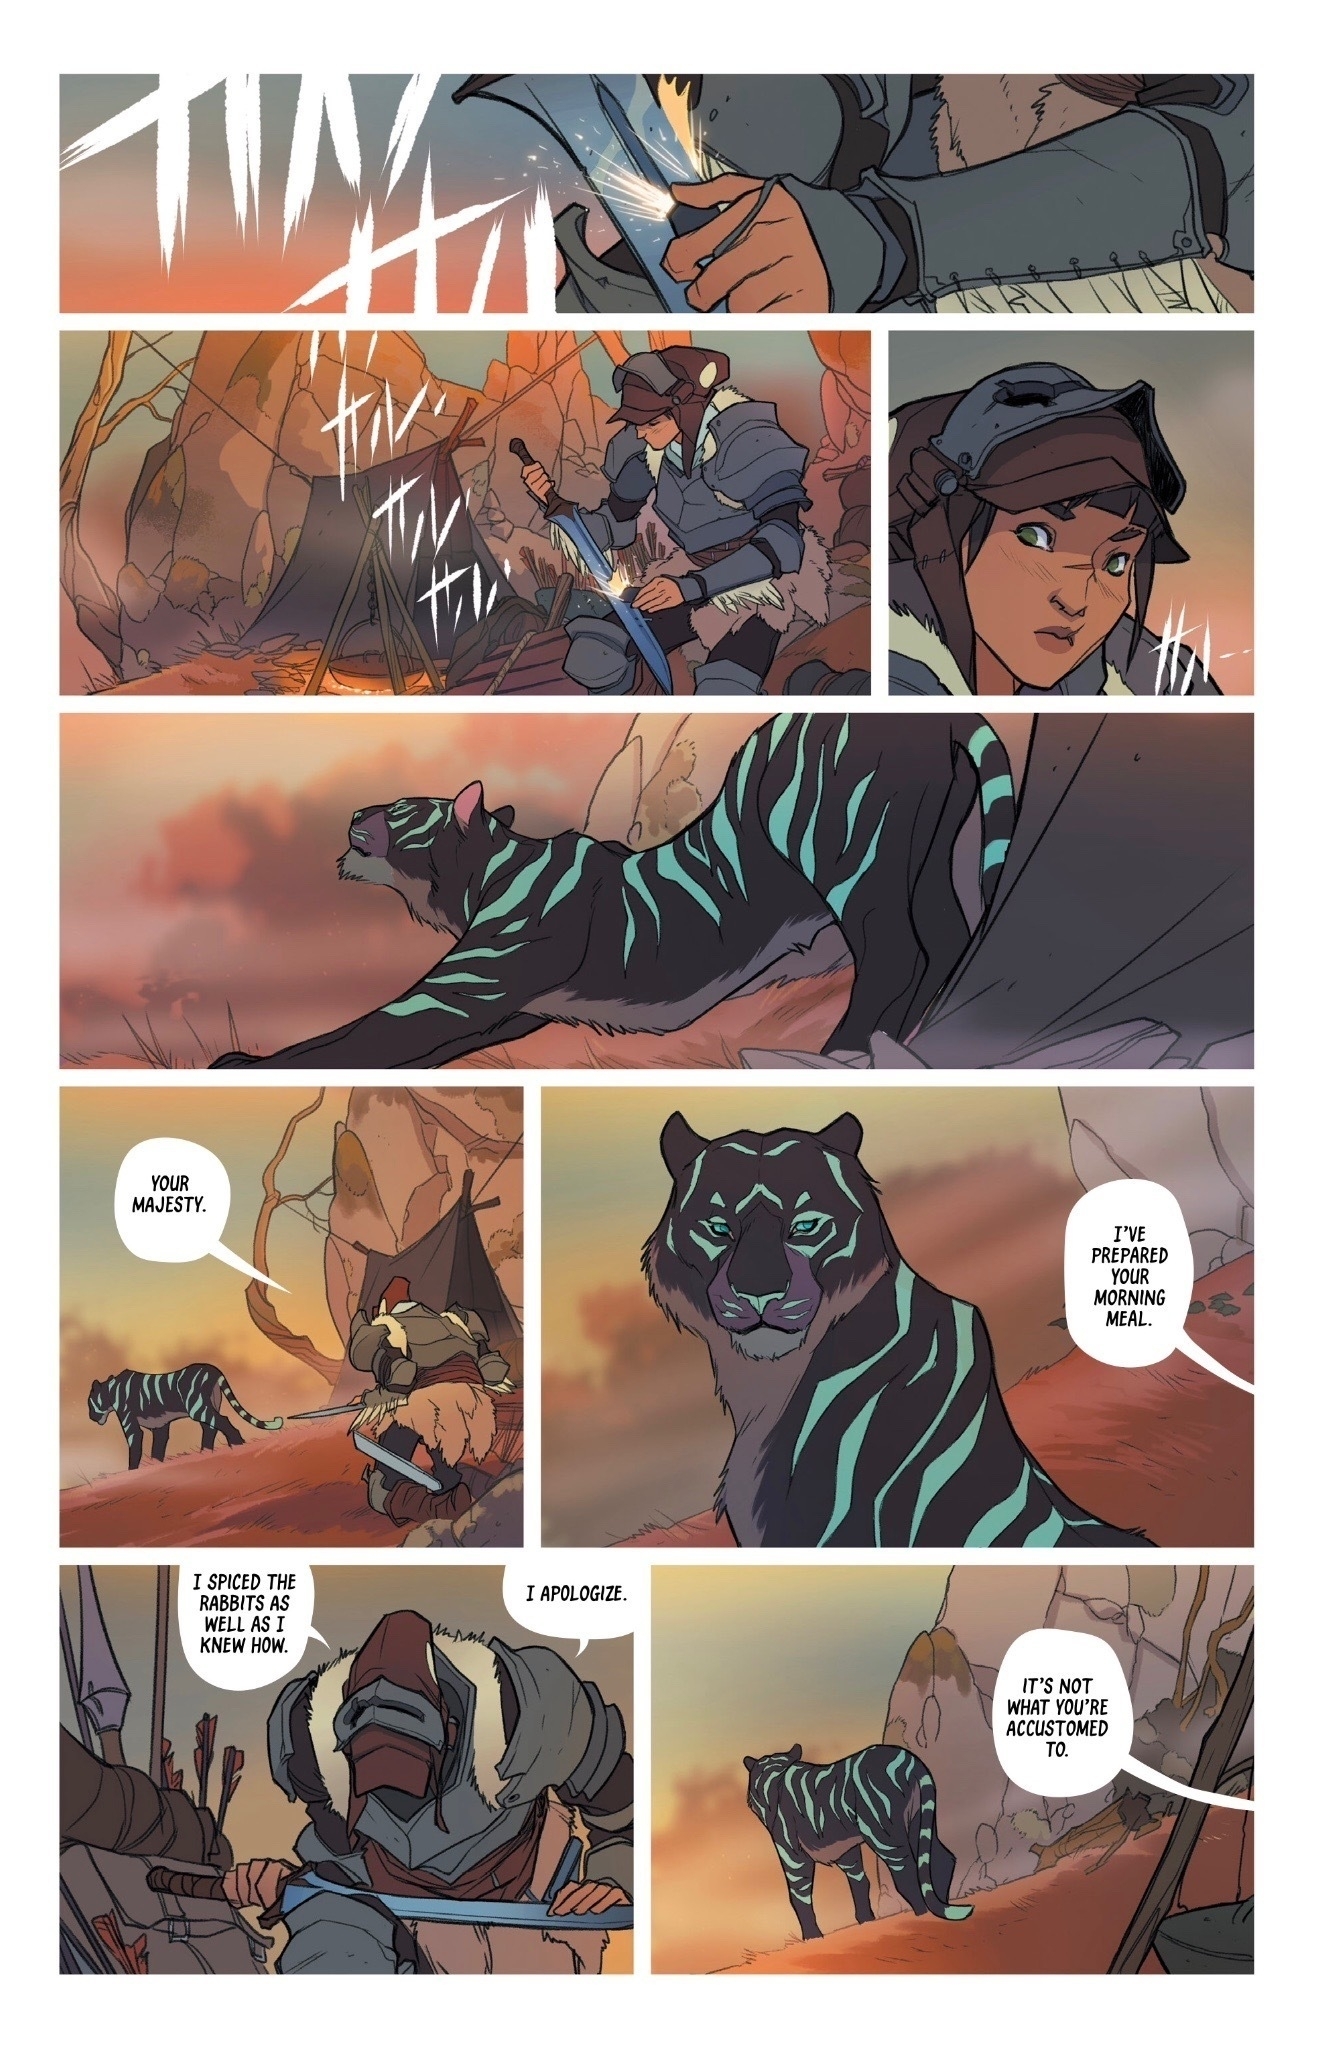 YOUR
MAJESTY.
I'VE
PREPARED
YOUR
MORNING
MEAL.
I SPICED THE
RABBITS AS
WELL AS I
KNEW HOW.
I APOLOGIZE.
IT'S NOT
WHAT YOU'RE
ACCUSTOMED
TO.